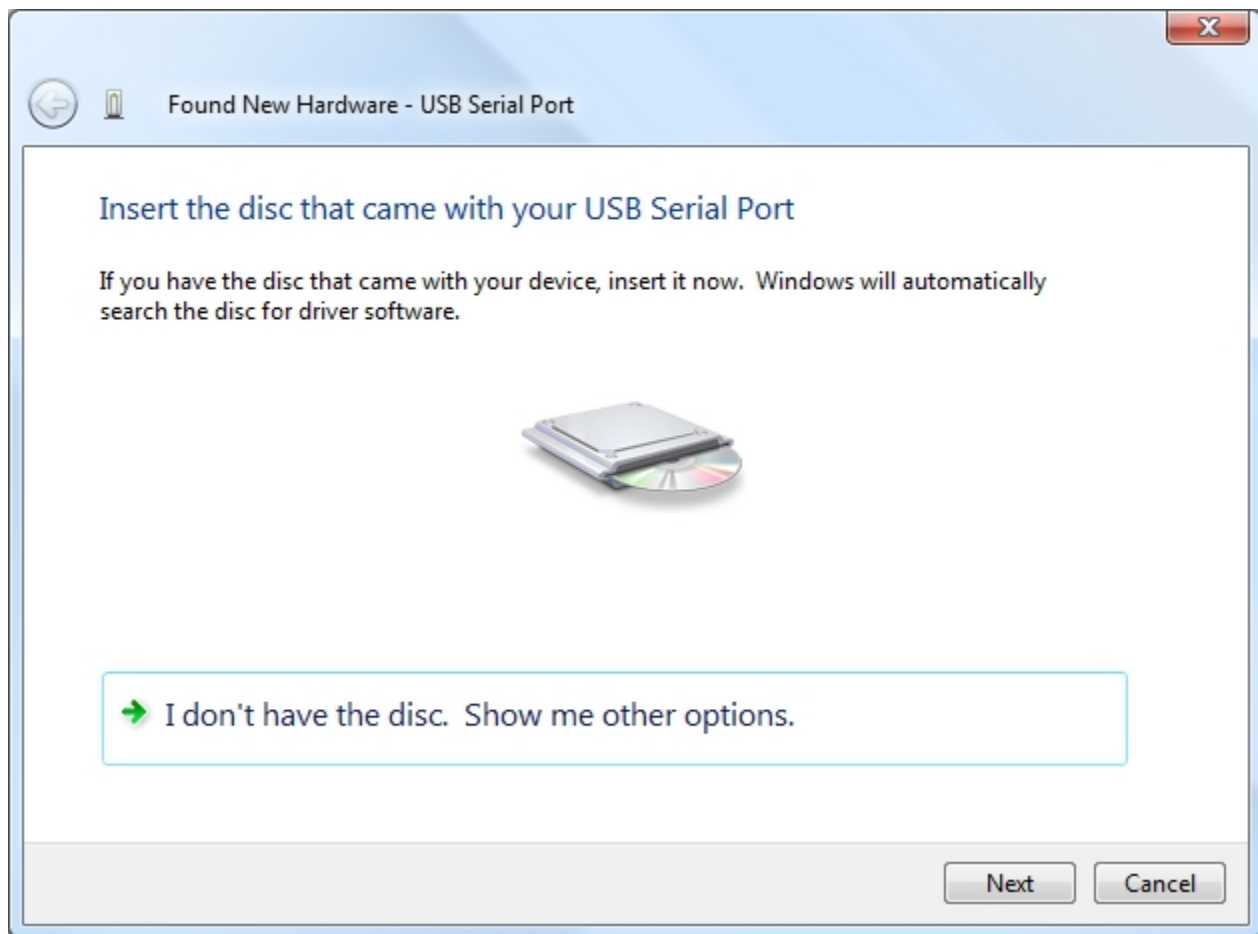 Found New Hardware - USB Serial Port
Insert the disc that came with your USB Serial Port
If you have the disc that came with your device, insert it now.  Windows will automatically
search the disc for driver software.
I don't have the disc.  Show me other options.
Next Cancel